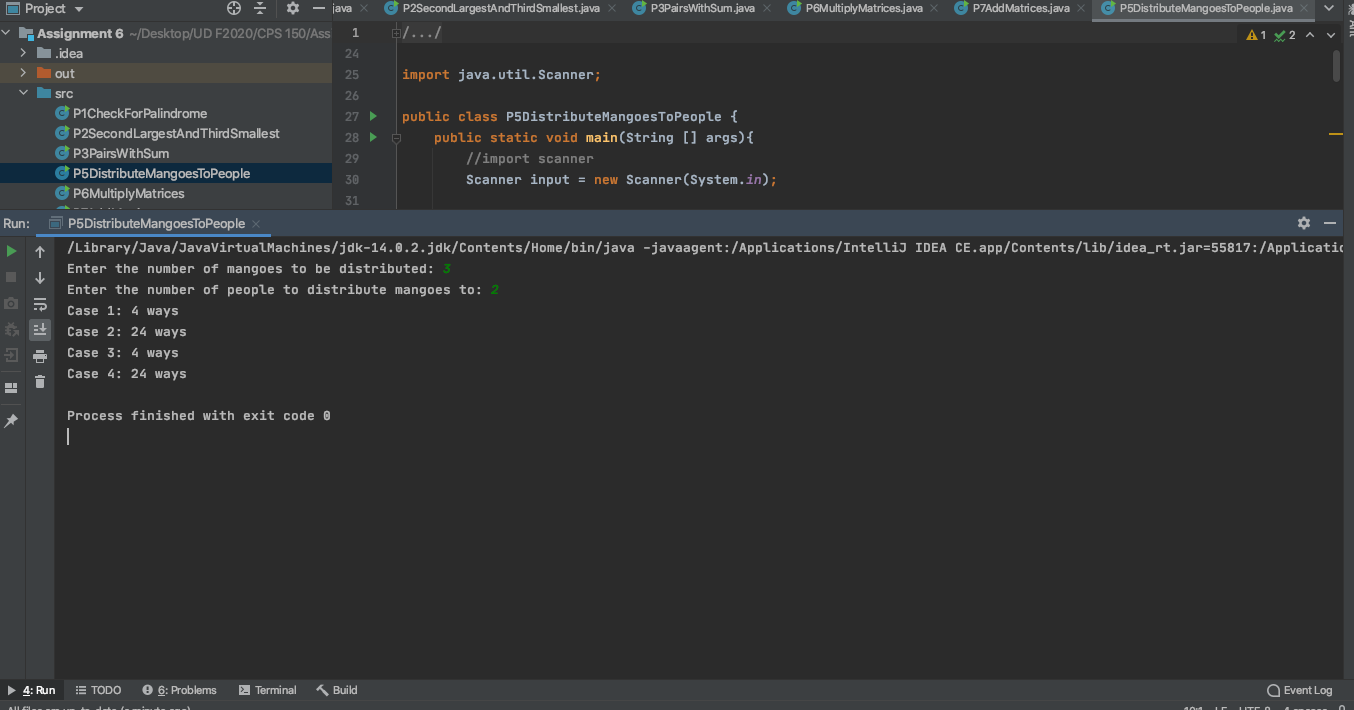 Project
java
P2SecondLargestAndThirdSmallest.java
P3PairsWithSum.java
P6MultiplyMatrices.java
P7AddMatrices.java
P5DistributeMangoesToPeople.java
Assignment 6 ~/Desktop/UD F2020/CPS 150/Ass
.idea
out
src
P1CheckForPalindrome
P2SecondLargestAndThirdSmallest
P3PairsWithSum
P5DistributeMangoesToPeople
P6MultiplyMatrices
1 /.../
1 2
24
25 import java.util.Scanner;
26
27 public class P5DistributeMangoesToPeople {
28 public static void main(String [] args){
29 //import scanner
30 Scanner input = new Scanner(System.in);
31
Run: P5DistributeMangoesToPeople
/Library/Java/JavaVirtualMachines/jdk-14.0.2.jdk/Contents/Home/bin/java -javaagent:/Applications/IntelliJ IDEA CE.app/Contents/lib/idea_rt.jar=55817:/Applicatio
Enter the number of mangoes to be distributed: 3
Enter the number of people to distribute mangoes to: 2
Case 1: 4 ways
Case 2: 24 ways
Case 3: 4 ways
Case 4: 24 ways
Process finished with exit code 0
4: Run
TODO
6: Problems
Terminal
Build
Event Log